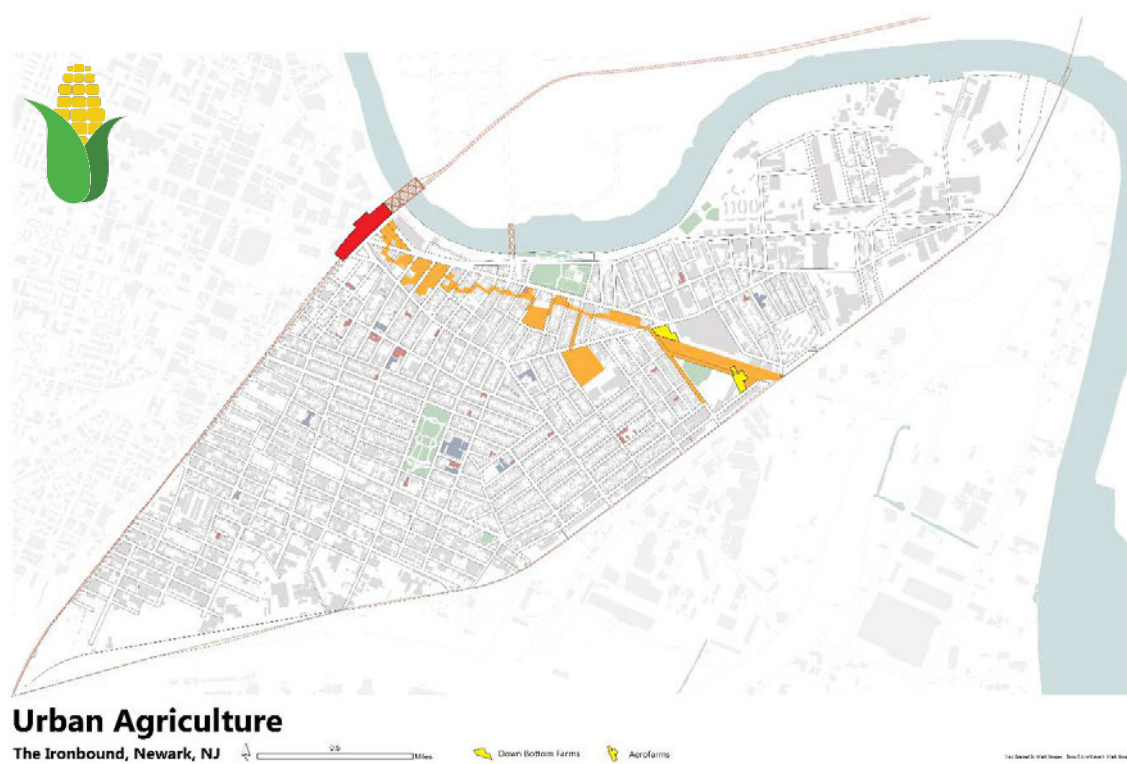 Urban Agriculture
The Ironbound, Newark, NJ
0.5
Miles
Down Bottom Farms
Aerofarms